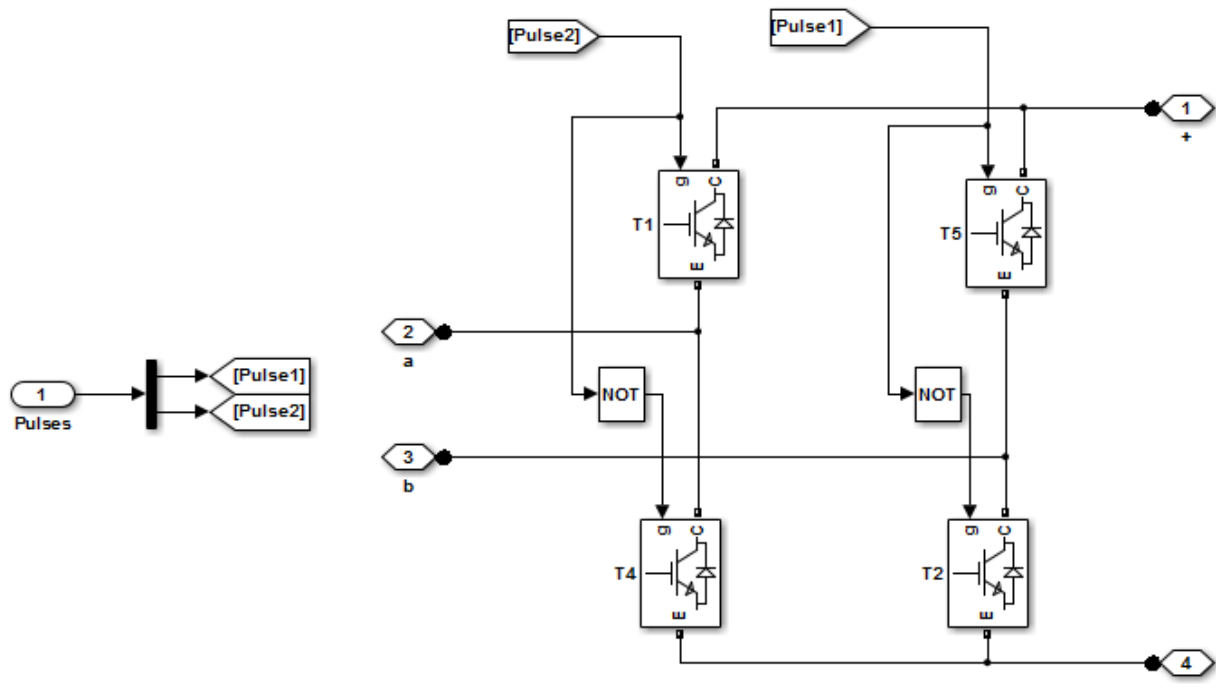 [Pulse2]
[Pulse1]
1
+
g
C
T1
E
g
C
T5
E
2
a
[Pulse1]
1
Pulses
[Pulse2]
NOT
NOT
3
b
g
C
T4
E
g
C
T2
E
4